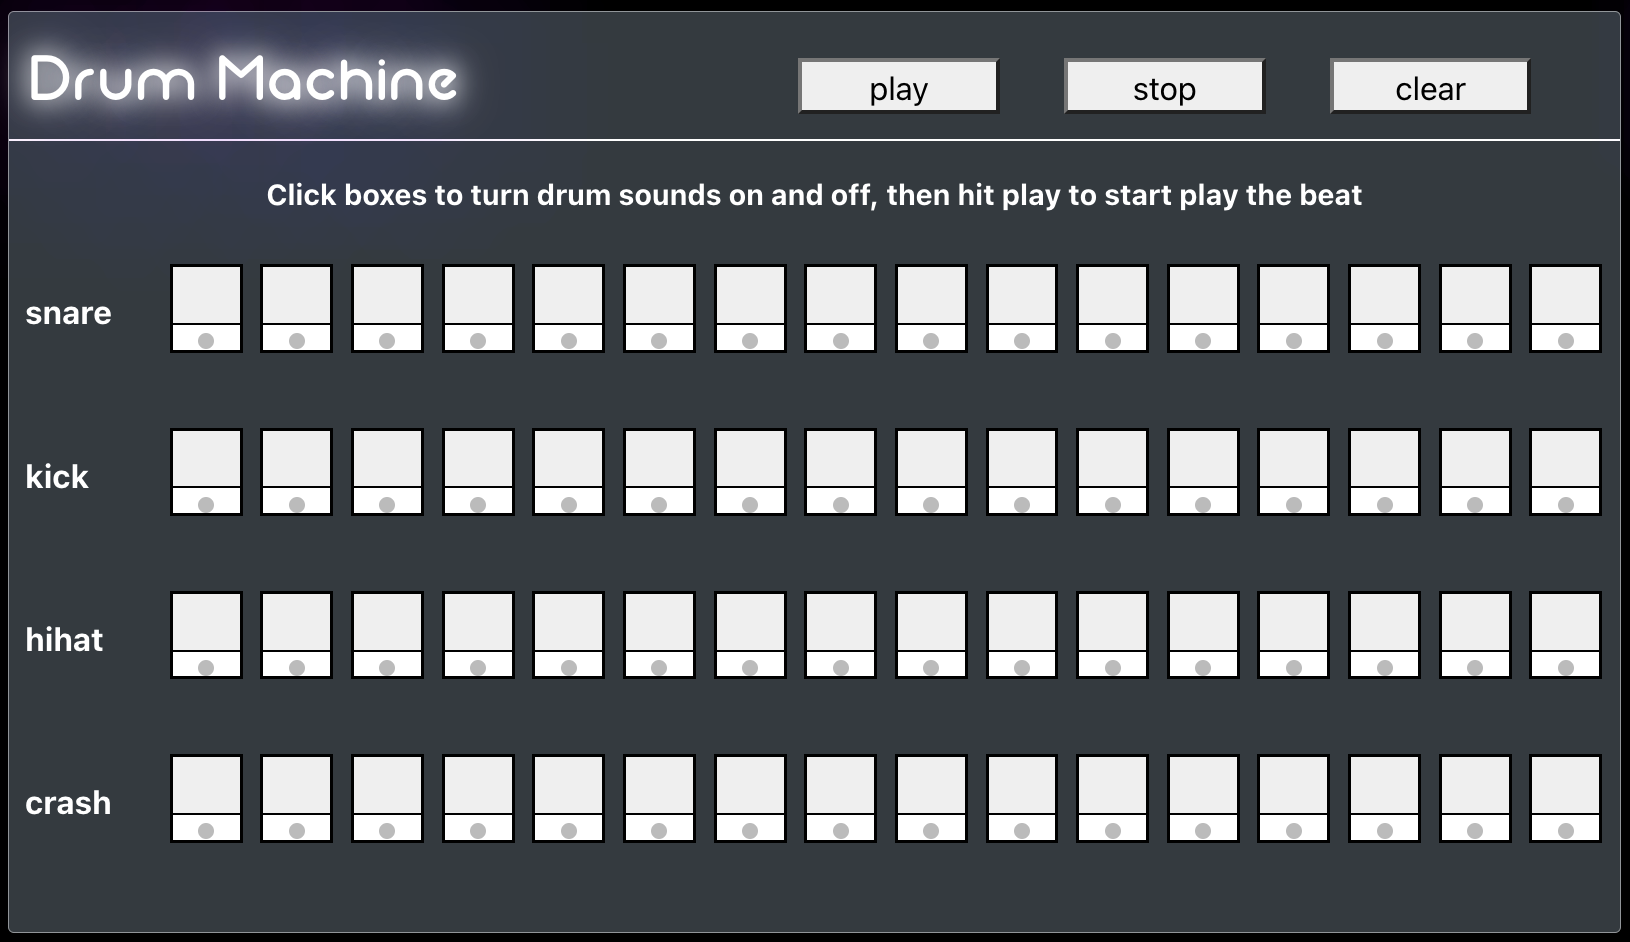 Drum Machine
play
stop
clear
Click boxes to turn drum sounds on and off, then hit play to start play the beat
snare
kick
hihat
crash